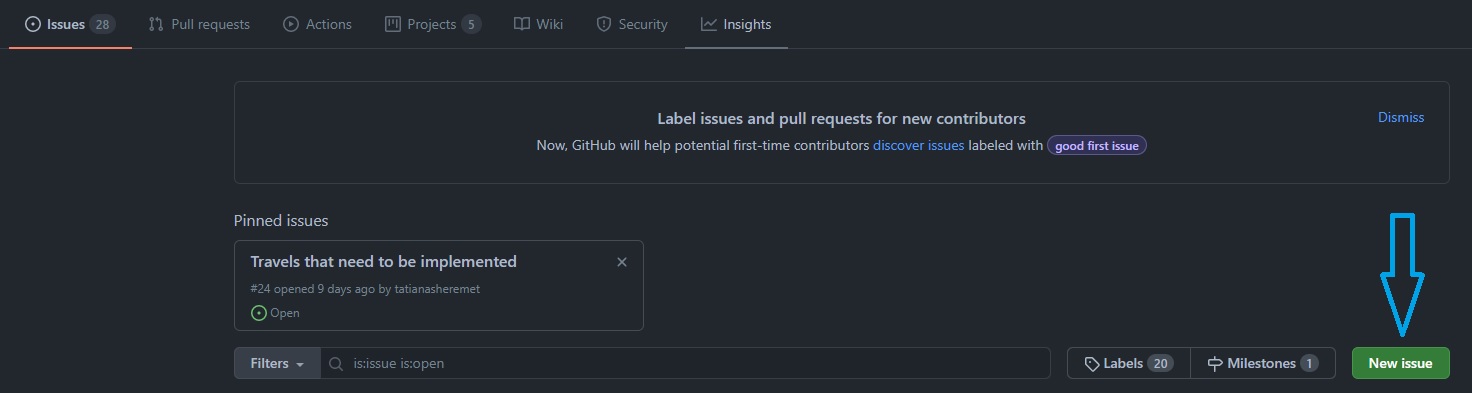 Issues 28 Pull requests Actions Projects 5 Wiki Security Insights
Label issues and pull requests for new contributors
Dismiss
Now, GitHub will help potential first-time contributors discover issues labeled with good first issue
Pinned issues
Travels that need to be implemented
#24 opened 9 days ago by tatianasheremet
Open
Filters is:issue is:open Labels 20 Milestones 1 New issue